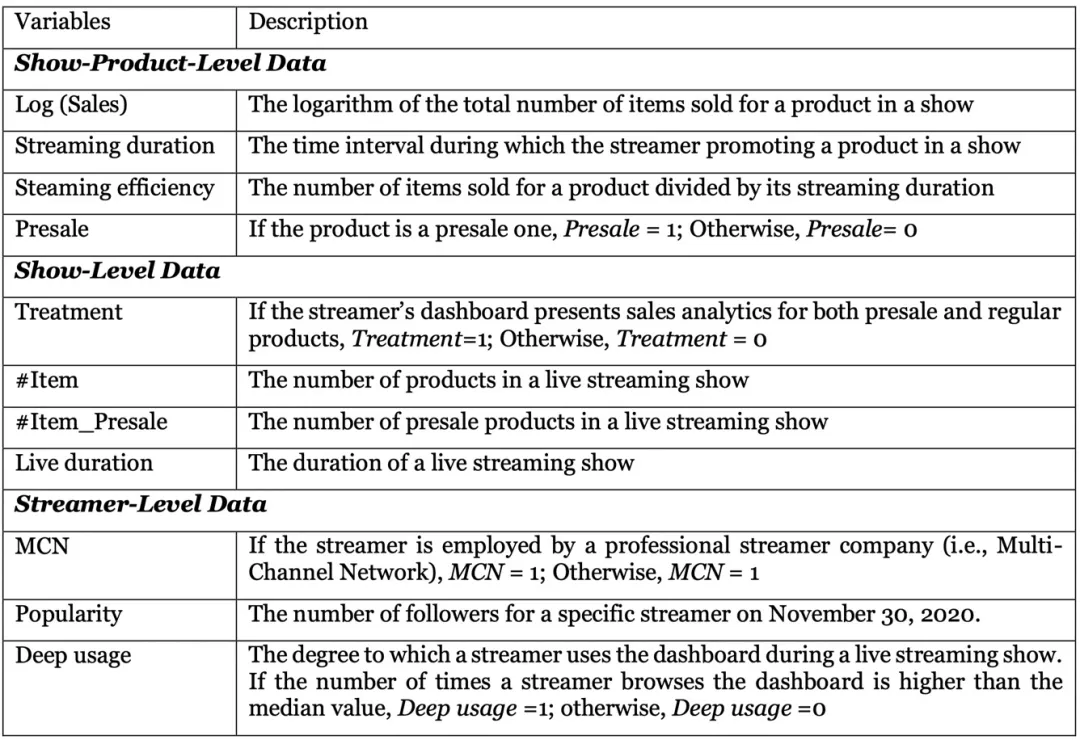 Variables Description
Show-Product-Level Data
Log (Sales) The logarithm of the total number of items sold for a product in a show
Streaming duration The time interval during which the streamer promoting a product in a show
Steaming efficiency The number of items sold for a product divided by its streaming duration
Presale If the product is a presale one, Presale = 1; Otherwise, Presale= 0
Show-Level Data
Treatment If the streamer’s dashboard presents sales analytics for both presale and regular
products, Treatment=1; Otherwise, Treatment = 0
#Item The number of products in a live streaming show
#Item_Presale The number of presale products in a live streaming show
Live duration The duration of a live streaming show
Streamer-Level Data
MCN If the streamer is employed by a professional streamer company (i.e., Multi-
Channel Network), MCN = 1; Otherwise, MCN = 1
Popularity The number of followers for a specific streamer on November 30, 2020.
Deep usage The degree to which a streamer uses the dashboard during a live streaming show.
If the number of times a streamer browses the dashboard is higher than the
median value, Deep usage =1; otherwise, Deep usage =0